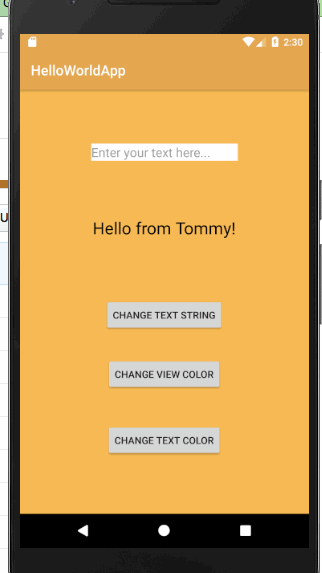 2:30
HelloWorldApp
Enter your text here...
Hello from Tommy!
CHANGE TEXT STRING
CHANGE VIEW COLOR
CHANGE TEXT COLOR